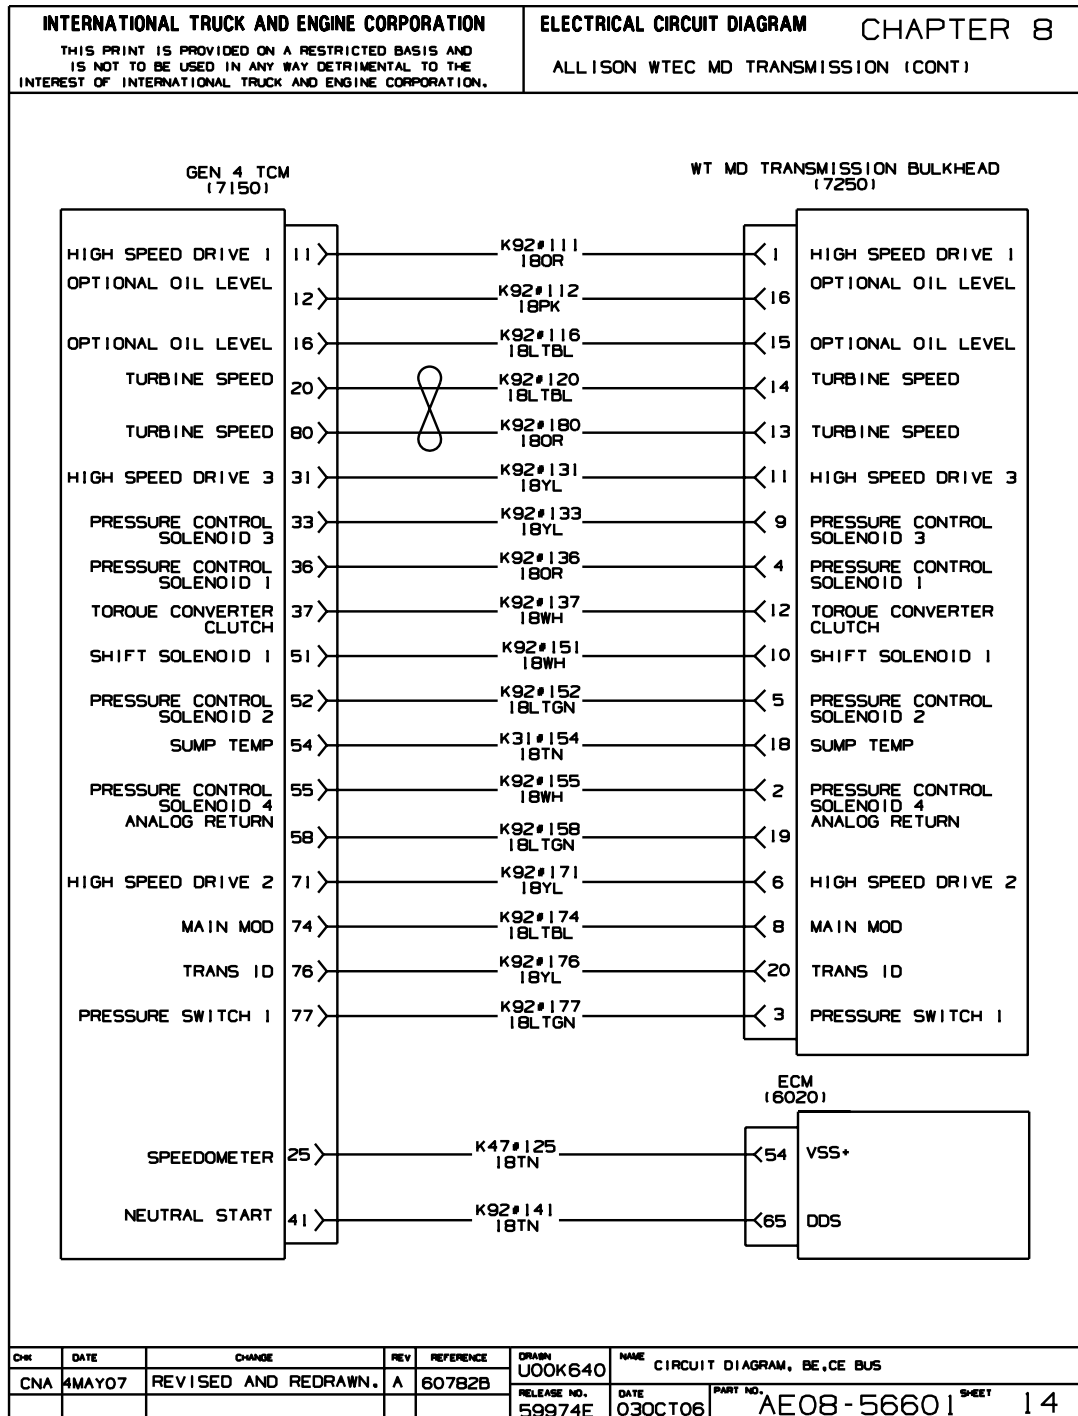 INTERNATIONAL TRUCK AND ENGINE CORPORATION
THIS PRINT IS PROVIDED ON A RESTRICTED BASIS AND
IS NOT TO BE USED IN ANY WAY DETRIMENTAL TO THE
INTEREST OF INTERNATIONAL TRUCK AND ENGINE CORPORATION.
ELECTRICAL CIRCUIT DIAGRAM
CHAPTER 8
ALLISON WTEC MD TRANSMISSION (CONT)
GEN 4 TCM
(7150)
WT MD TRANSMISSION BULKHEAD
(7250)
HIGH SPEED DRIVE 1 11 K92#111 1 HIGH SPEED DRIVE 1
18OR
OPTIONAL OIL LEVEL OPTIONAL OIL LEVEL
12 K92#112 16
18PK
OPTIONAL OIL LEVEL 16 K92#116 15 OPTIONAL OIL LEVEL
18LTBL
TURBINE SPEED 20 K92#120 14 TURBINE SPEED
18LTBL
TURBINE SPEED 80 K92#180 13 TURBINE SPEED
18OR
HIGH SPEED DRIVE 3 31 K92#131 11 HIGH SPEED DRIVE 3
18YL
PRESSURE CONTROL 33 K92#133 9 PRESSURE CONTROL
SOLENOID 3 18YL SOLENOID 3
PRESSURE CONTROL 36 K92#136 4 PRESSURE CONTROL
SOLENOID 1 18OR SOLENOID 1
TORQUE CONVERTER 37 K92#137 12 TORQUE CONVERTER
CLUTCH 18WH CLUTCH
SHIFT SOLENOID 1 51 K92#151 10 SHIFT SOLENOID 1
18WH
PRESSURE CONTROL 52 K92#152 5 PRESSURE CONTROL
SOLENOID 2 18LTGN SOLENOID 2
SUMP TEMP 54 K31#154 18 SUMP TEMP
18TN
PRESSURE CONTROL 55 K92#155 2 PRESSURE CONTROL
SOLENOID 4 18WH SOLENOID 4
ANALOG RETURN ANALOG RETURN
58 K92#158 19
18LTGN
HIGH SPEED DRIVE 2 71 K92#171 6 HIGH SPEED DRIVE 2
18YL
MAIN MOD 74 K92#174 8 MAIN MOD
18LTBL
TRANS ID 76 K92#176 20 TRANS ID
18YL
PRESSURE SWITCH 1 77 K92#177 3 PRESSURE SWITCH 1
18LTGN
ECM
(6020)
SPEEDOMETER 25 K47#125 54 VSS+
18TN
NEUTRAL START 41 K92#141 65 DDS
18TN
CHK DATE CHANGE REV REFERENCE
CNA 4MAY07 REVISED AND REDRAWN. A 60782B
DRAWN
U00K640
NAME
CIRCUIT DIAGRAM, BE,CE BUS
RELEASE NO.
59974E
DATE
03OCT06
PART NO.
AE08-56601
SHEET
14